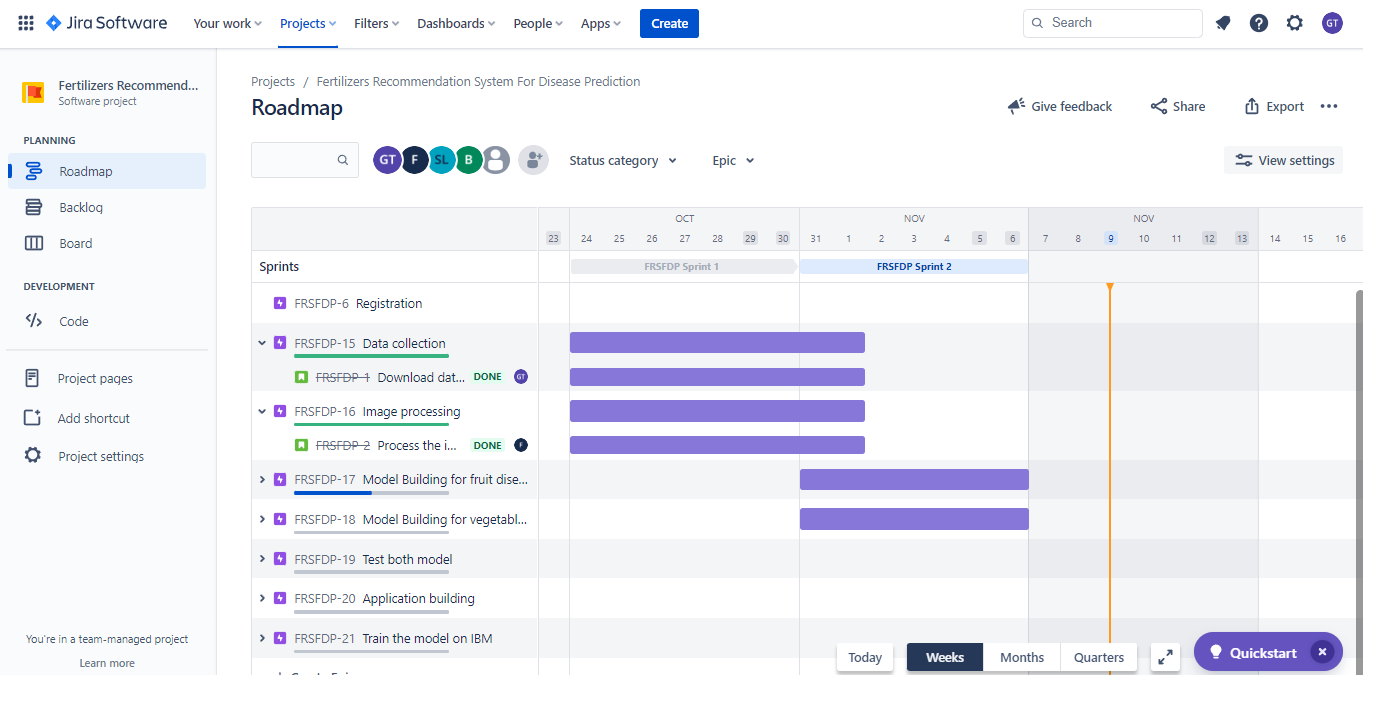 Jira Software Your work Projects Filters Dashboards People Apps Create Search GT
Fertilizers Recommend...
Software project
PLANNING
Roadmap
Backlog
Board
DEVELOPMENT
Code
Project pages
Add shortcut
Project settings
You're in a team-managed project
Learn more
Projects / Fertilizers Recommendation System For Disease Prediction
Roadmap
Give feedback Share Export
GT F SL B Status category Epic View settings
OCT NOV NOV
23 24 25 26 27 28 29 30 31 1 2 3 4 5 6 7 8 9 10 11 12 13 14 15 16
Sprints FRSFDP Sprint 1 FRSFDP Sprint 2
FRSFDP-6 Registration
FRSFDP-15 Data collection
FRSFDP-1 Download dat... DONE GT
FRSFDP-16 Image processing
FRSFDP-2 Process the i... DONE F
FRSFDP-17 Model Building for fruit dise...
FRSFDP-18 Model Building for vegetabl...
FRSFDP-19 Test both model
FRSFDP-20 Application building
FRSFDP-21 Train the model on IBM
Today Weeks Months Quarters Quickstart